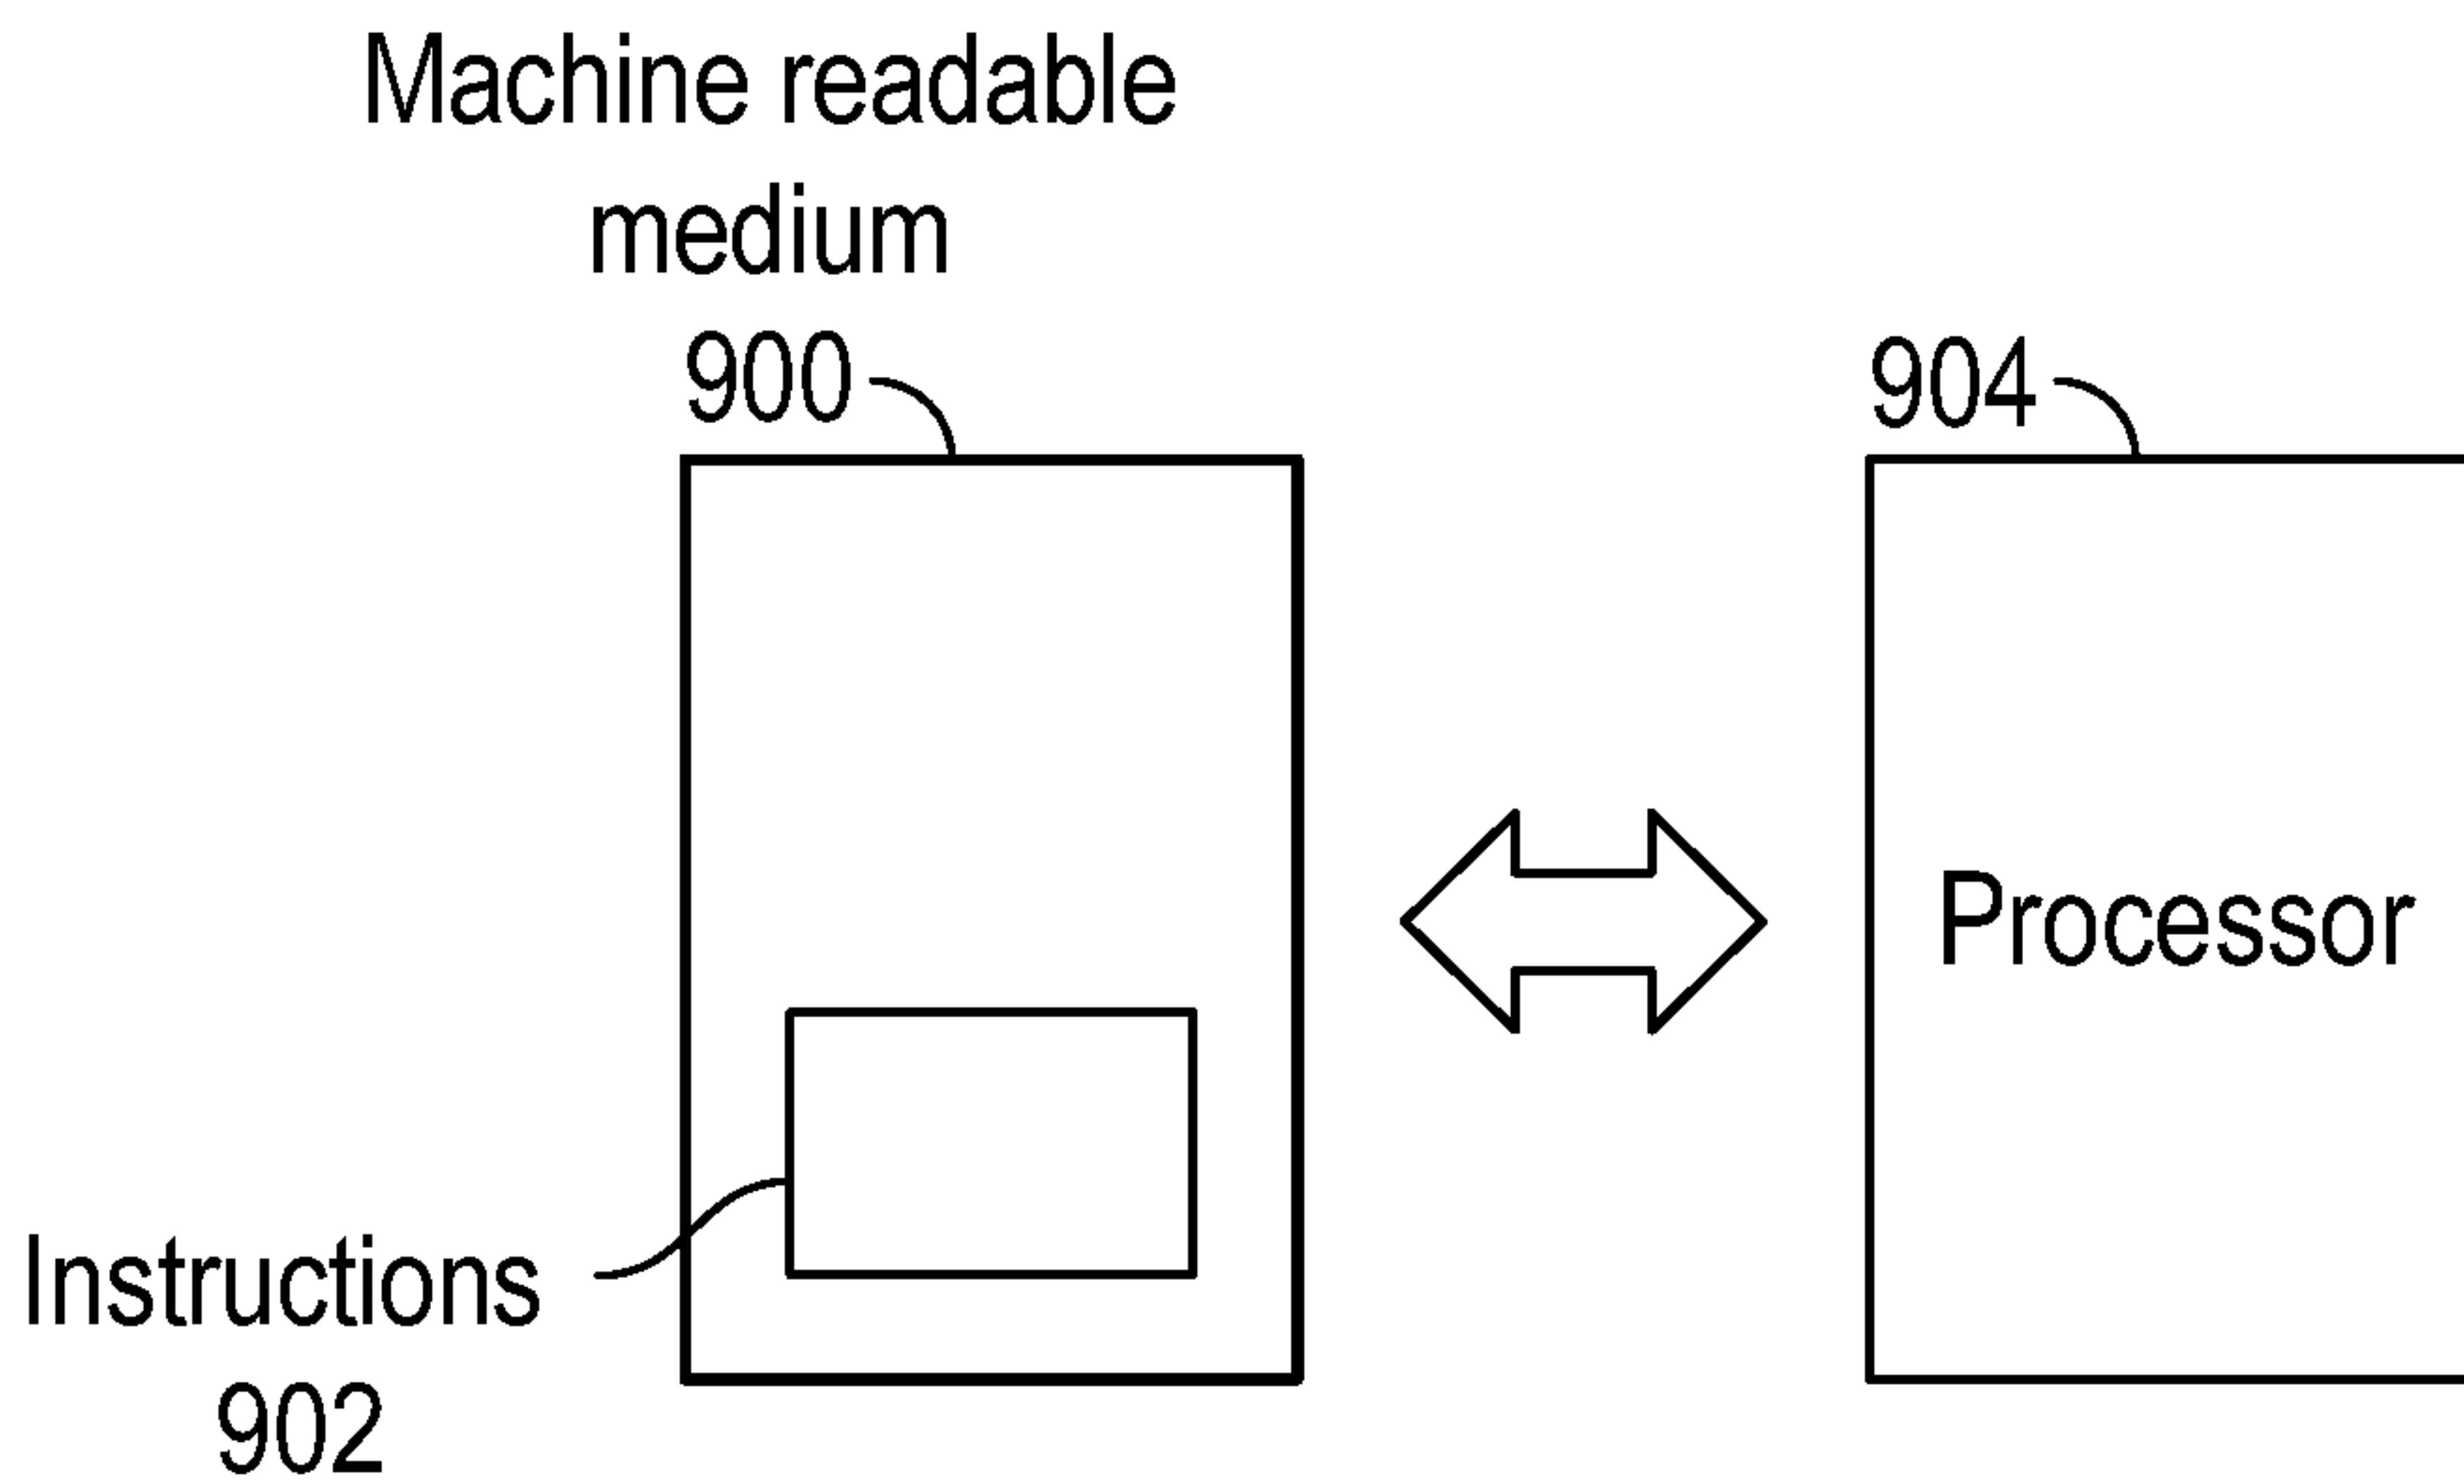 Machine readable
medium
900
904
Processor
Instructions
902